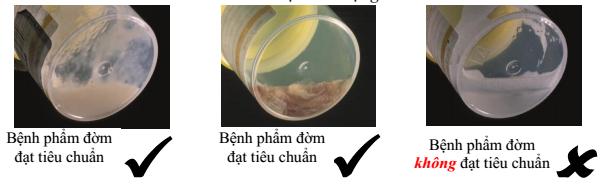 Bệnh phẩm đờm
đạt tiêu chuẩn
Bệnh phẩm đờm
đạt tiêu chuẩn
Bệnh phẩm đờm
không đạt tiêu chuẩn